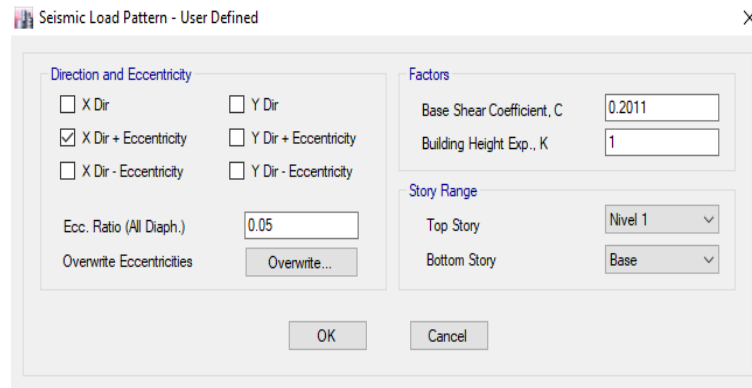 Seismic Load Pattern - User Defined
Direction and Eccentricity
X Dir
Y Dir
X Dir + Eccentricity
Y Dir + Eccentricity
X Dir - Eccentricity
Y Dir - Eccentricity
Ecc. Ratio (All Diaph.)
0.05
Overwrite Eccentricities
Overwrite...
Factors
Base Shear Coefficient, C
0.2011
Building Height Exp., K
1
Story Range
Top Story
Nivel 1
Bottom Story
Base
OK
Cancel